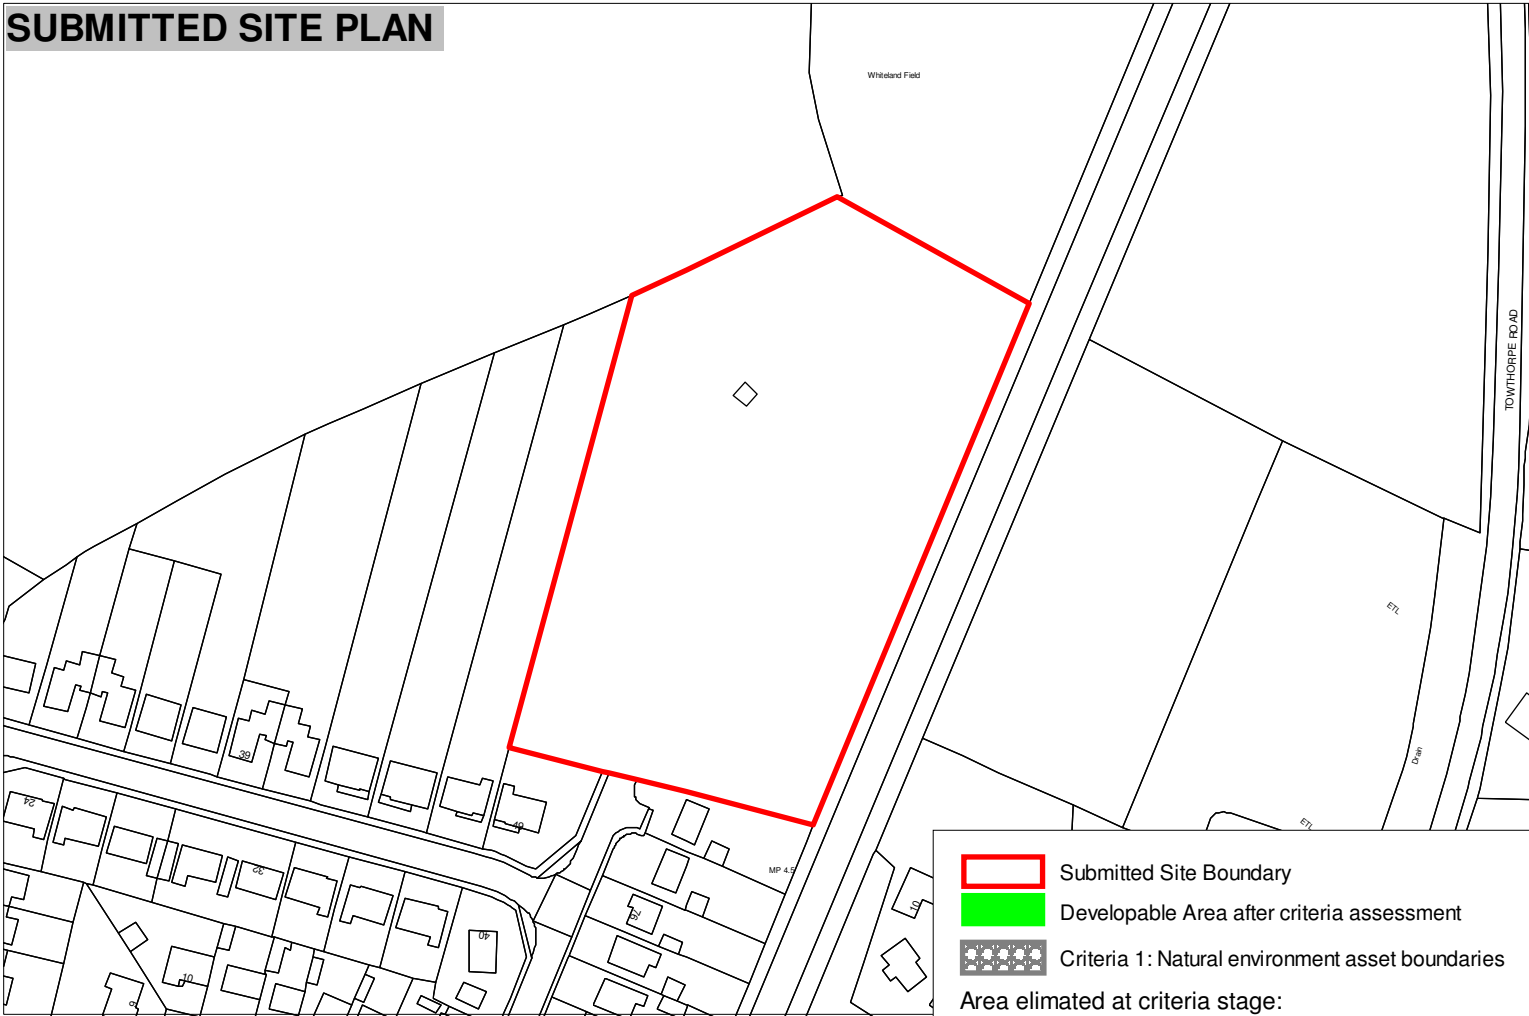 SUBMITTED SITE PLAN
Whiteland Field
TOWTHORPE ROAD
ETL
Drain
ETL
39
49
24
32
MP 4.5
76
10
40
10
6
Submitted Site Boundary
Developable Area after criteria assessment
Criteria 1: Natural environment asset boundaries
Area elimated at criteria stage: